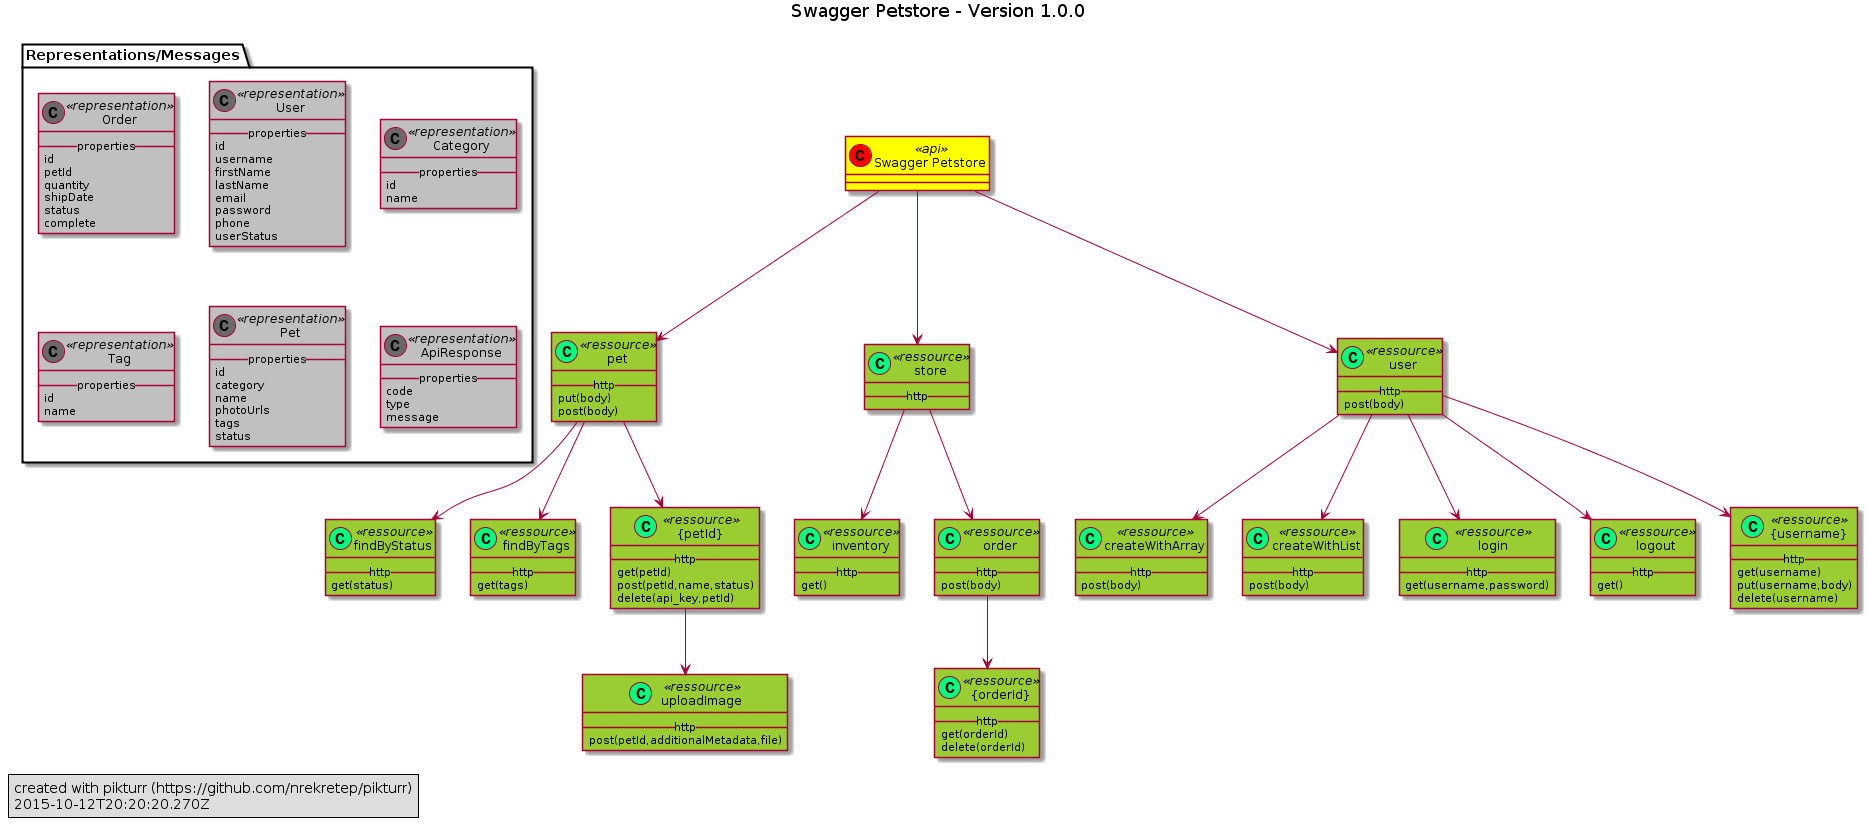 Swagger Petstore - Version 1.0.0
Representations/Messages
C «representation»
Order
properties
id
petId
quantity
shipDate
status
complete
C «representation»
User
properties
id
username
firstName
lastName
email
password
phone
userStatus
C «representation»
Category
properties
id
name
C «representation»
Tag
properties
id
name
C «representation»
Pet
properties
id
category
name
photoUrls
tags
status
C «representation»
ApiResponse
properties
code
type
message
C «api»
Swagger Petstore
C «ressource»
pet
http
put(body)
post(body)
C «ressource»
store
http
C «ressource»
user
http
post(body)
C «ressource»
findByStatus
http
get(status)
C «ressource»
findByTags
http
get(tags)
C «ressource»
{petId}
http
get(petId)
post(petId,name,status)
delete(api_key,petId)
C «ressource»
inventory
http
get()
C «ressource»
order
http
post(body)
C «ressource»
createWithArray
http
post(body)
C «ressource»
createWithList
http
post(body)
C «ressource»
login
http
get(username,password)
C «ressource»
logout
http
get()
C «ressource»
{username}
http
get(username)
put(username,body)
delete(username)
C «ressource»
uploadImage
http
post(petId,additionalMetadata,file)
C «ressource»
{orderId}
http
get(orderId)
delete(orderId)
created with pikturr (https://github.com/nrekretep/pikturr)
2015-10-12T20:20:20.270Z